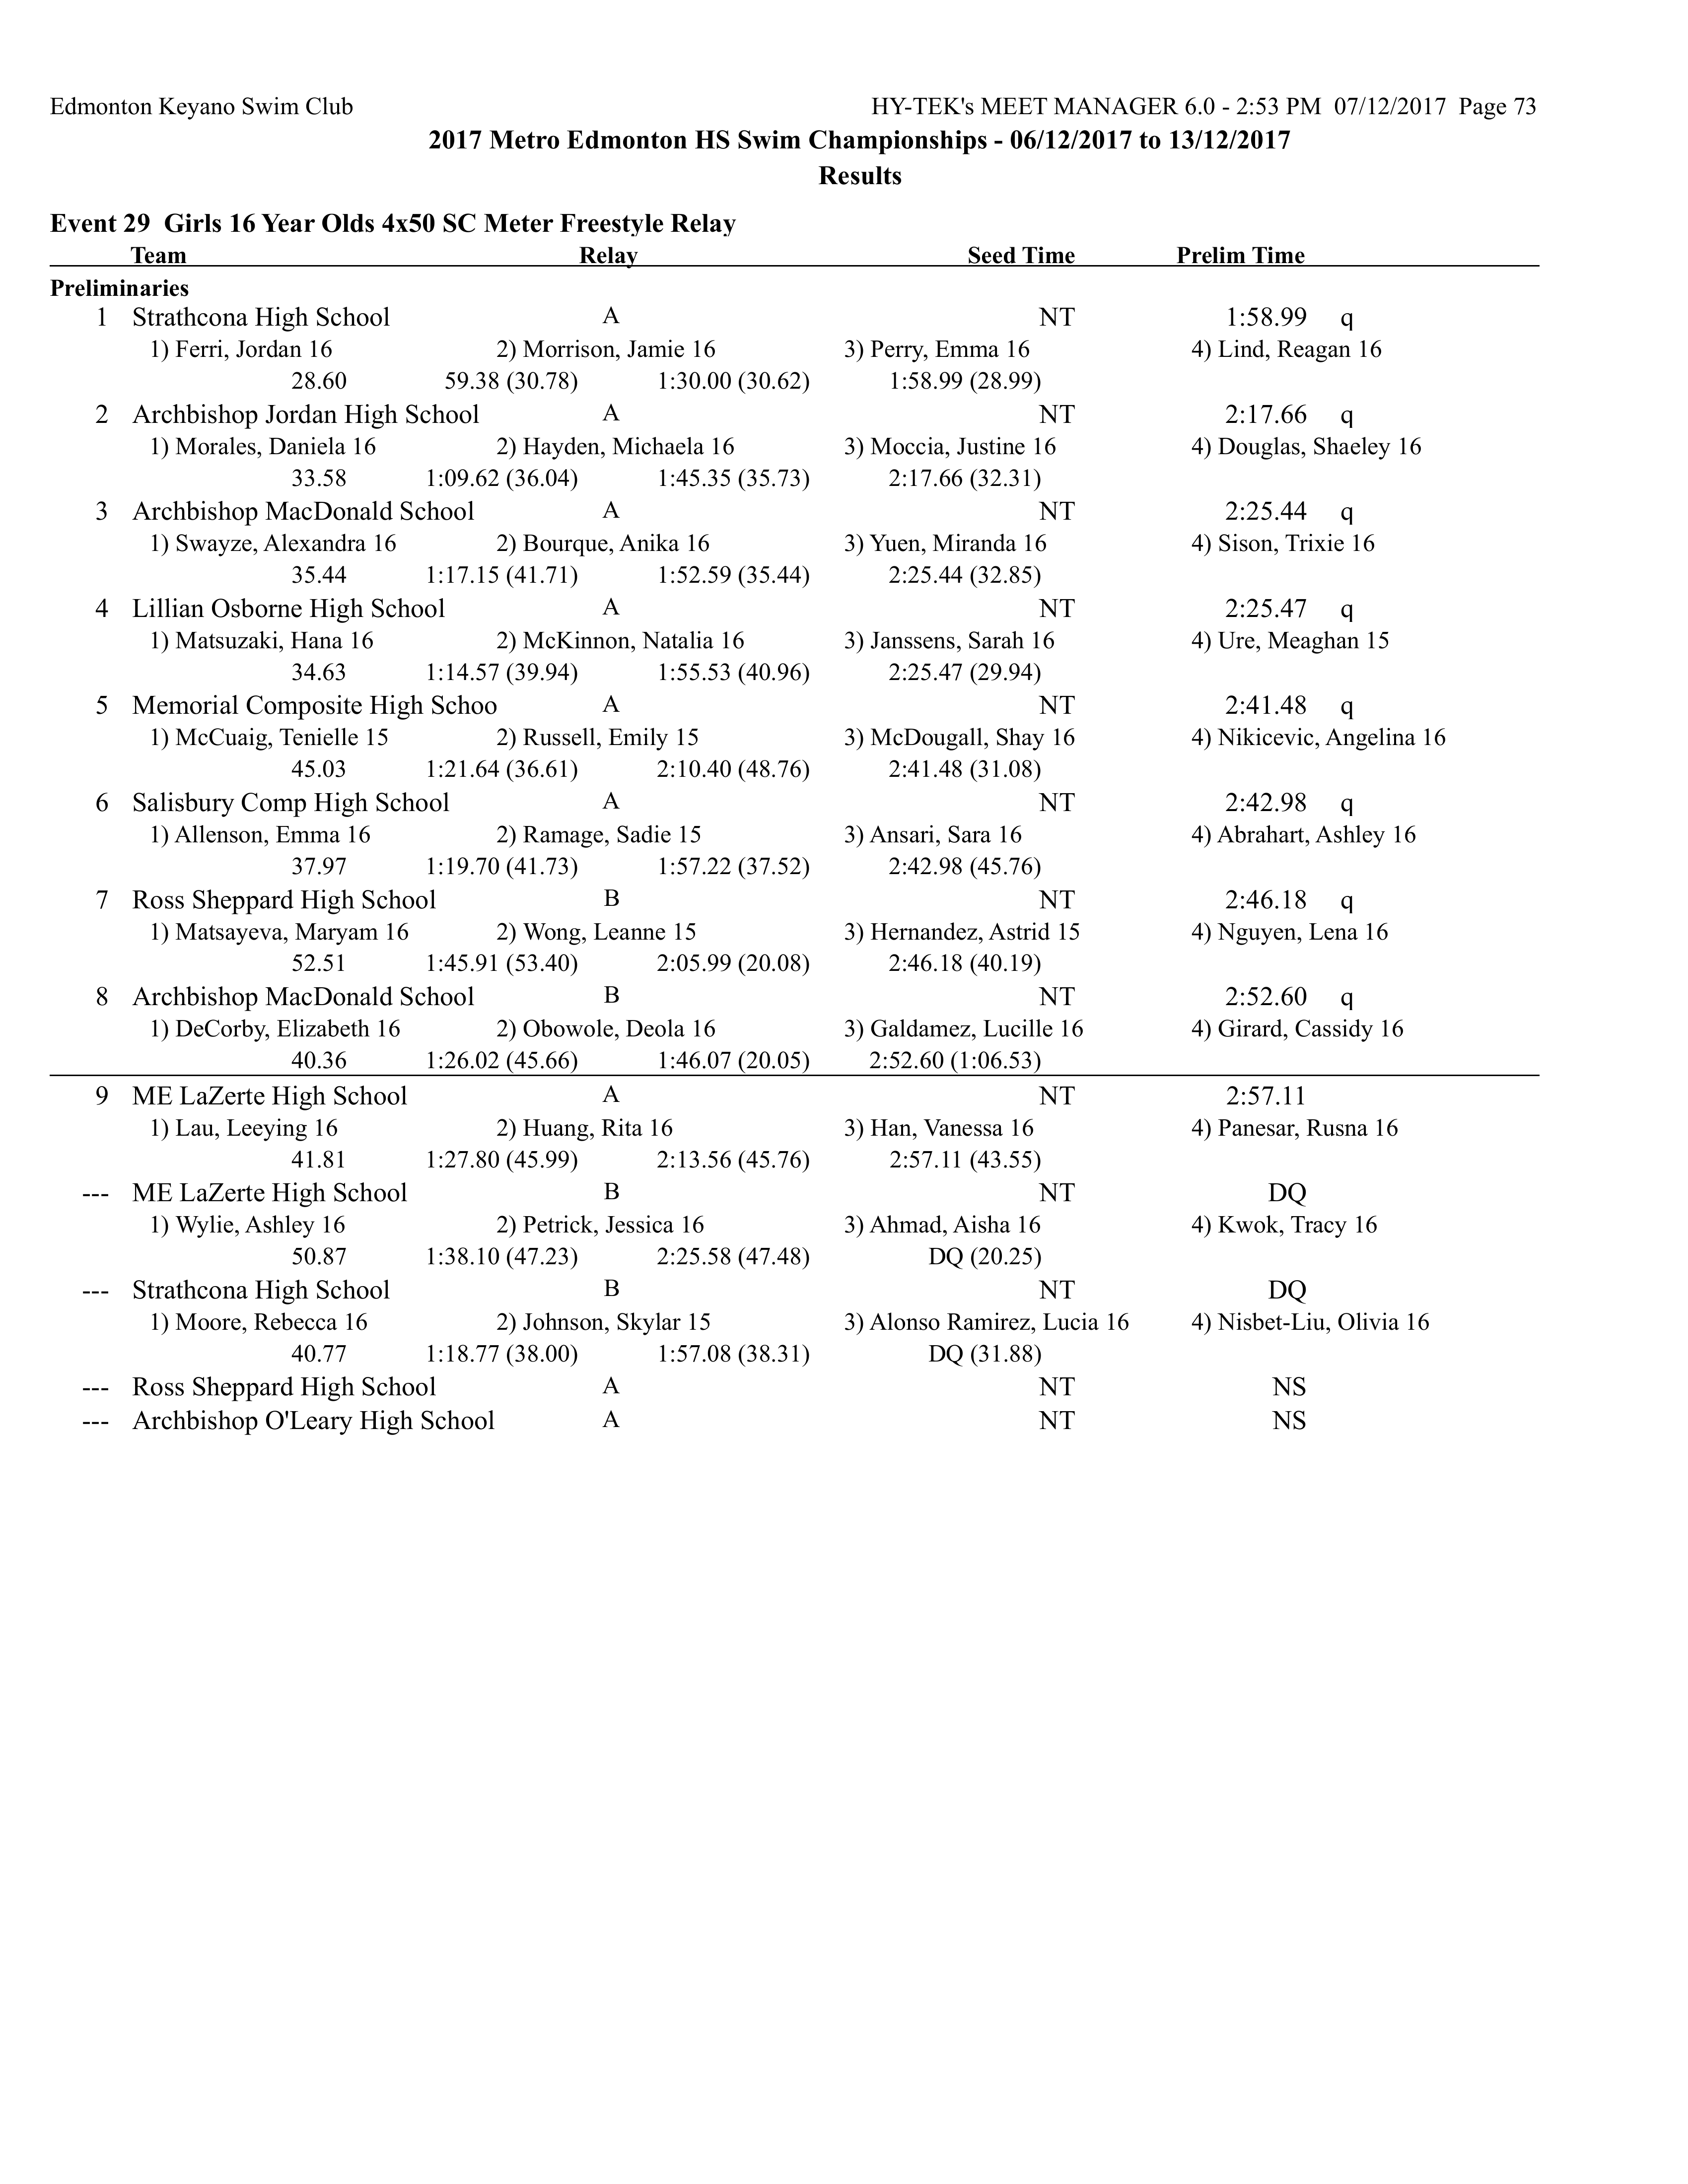 Edmonton Keyano Swim Club HY-TEK's MEET MANAGER 6.0 - 2:53 PM 07/12/2017 Page 73
2017 Metro Edmonton HS Swim Championships - 06/12/2017 to 13/12/2017
Results
Event 29 Girls 16 Year Olds 4x50 SC Meter Freestyle Relay
Team Relay Seed Time Prelim Time
Preliminaries
1 Strathcona High School A NT 1:58.99 q
1) Ferri, Jordan 16 2) Morrison, Jamie 16 3) Perry, Emma 16 4) Lind, Reagan 16
28.60 59.38 (30.78) 1:30.00 (30.62) 1:58.99 (28.99)
2 Archbishop Jordan High School A NT 2:17.66 q
1) Morales, Daniela 16 2) Hayden, Michaela 16 3) Moccia, Justine 16 4) Douglas, Shaeley 16
33.58 1:09.62 (36.04) 1:45.35 (35.73) 2:17.66 (32.31)
3 Archbishop MacDonald School A NT 2:25.44 q
1) Swayze, Alexandra 16 2) Bourque, Anika 16 3) Yuen, Miranda 16 4) Sison, Trixie 16
35.44 1:17.15 (41.71) 1:52.59 (35.44) 2:25.44 (32.85)
4 Lillian Osborne High School A NT 2:25.47 q
1) Matsuzaki, Hana 16 2) McKinnon, Natalia 16 3) Janssens, Sarah 16 4) Ure, Meaghan 15
34.63 1:14.57 (39.94) 1:55.53 (40.96) 2:25.47 (29.94)
5 Memorial Composite High Schoo A NT 2:41.48 q
1) McCuaig, Tenielle 15 2) Russell, Emily 15 3) McDougall, Shay 16 4) Nikicevic, Angelina 16
45.03 1:21.64 (36.61) 2:10.40 (48.76) 2:41.48 (31.08)
6 Salisbury Comp High School A NT 2:42.98 q
1) Allenson, Emma 16 2) Ramage, Sadie 15 3) Ansari, Sara 16 4) Abrahart, Ashley 16
37.97 1:19.70 (41.73) 1:57.22 (37.52) 2:42.98 (45.76)
7 Ross Sheppard High School B NT 2:46.18 q
1) Matsayeva, Maryam 16 2) Wong, Leanne 15 3) Hernandez, Astrid 15 4) Nguyen, Lena 16
52.51 1:45.91 (53.40) 2:05.99 (20.08) 2:46.18 (40.19)
8 Archbishop MacDonald School B NT 2:52.60 q
1) DeCorby, Elizabeth 16 2) Obowole, Deola 16 3) Galdamez, Lucille 16 4) Girard, Cassidy 16
40.36 1:26.02 (45.66) 1:46.07 (20.05) 2:52.60 (1:06.53)
9 ME LaZerte High School A NT 2:57.11
1) Lau, Leeying 16 2) Huang, Rita 16 3) Han, Vanessa 16 4) Panesar, Rusna 16
41.81 1:27.80 (45.99) 2:13.56 (45.76) 2:57.11 (43.55)
--- ME LaZerte High School B NT DQ
1) Wylie, Ashley 16 2) Petrick, Jessica 16 3) Ahmad, Aisha 16 4) Kwok, Tracy 16
50.87 1:38.10 (47.23) 2:25.58 (47.48) DQ (20.25)
--- Strathcona High School B NT DQ
1) Moore, Rebecca 16 2) Johnson, Skylar 15 3) Alonso Ramirez, Lucia 16 4) Nisbet-Liu, Olivia 16
40.77 1:18.77 (38.00) 1:57.08 (38.31) DQ (31.88)
--- Ross Sheppard High School A NT NS
--- Archbishop O'Leary High School A NT NS